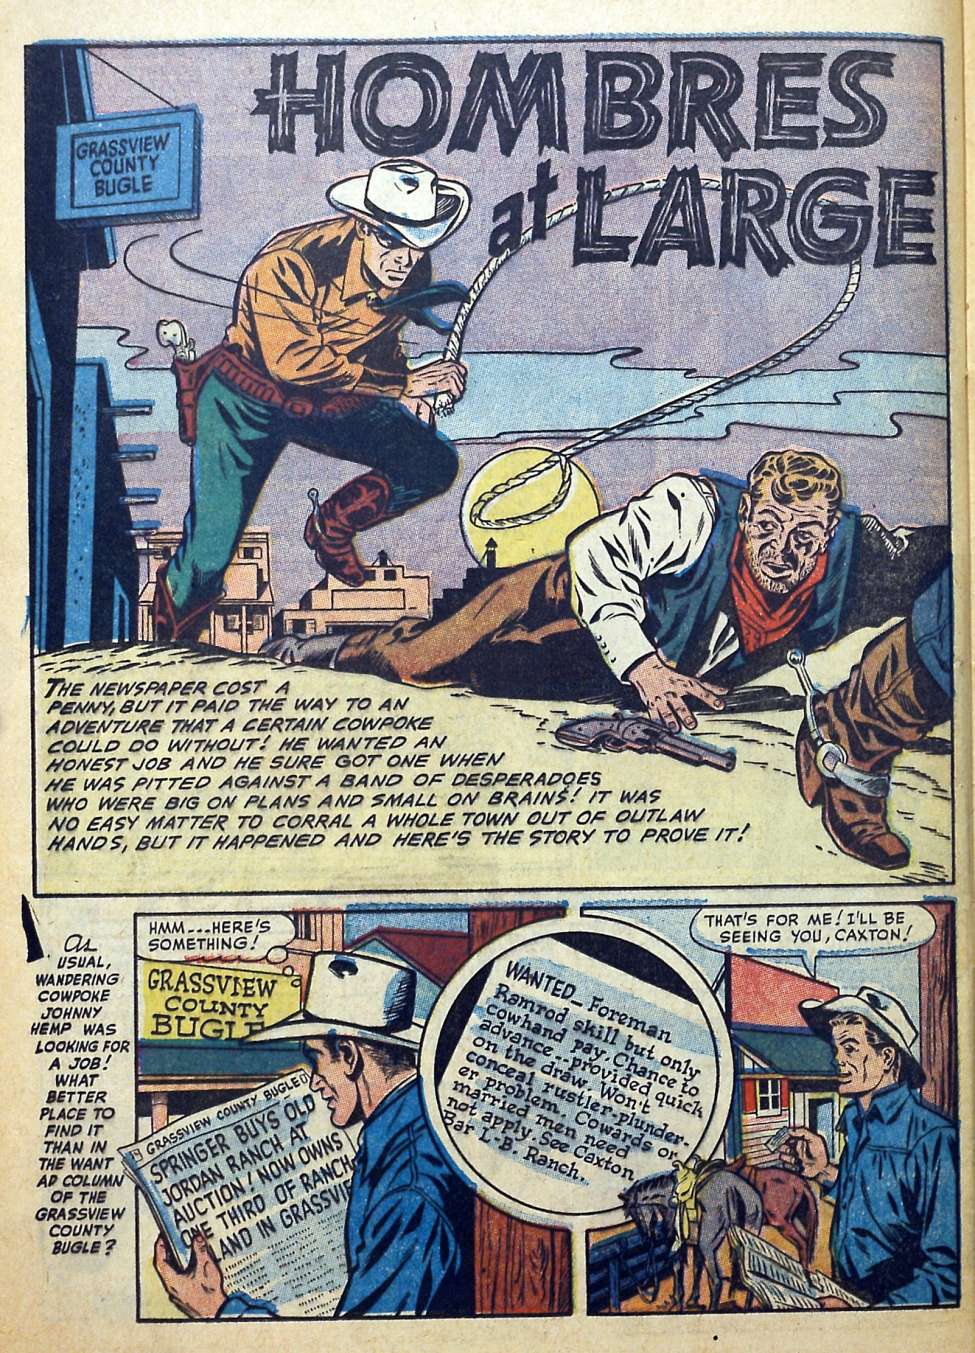 HOMBRES
at LARGE
GRASSVIEW
COUNTY
BUGLE
THE NEWSPAPER COST A
PENNY, BUT IT PAID THE WAY TO AN
ADVENTURE THAT A CERTAIN COWPOKE
COULD DO WITHOUT! HE WANTED AN
HONEST JOB AND HE SURE GOT ONE WHEN
HE WAS PITTED AGAINST A BAND OF DESPERADOES
WHO WERE BIG ON PLANS AND SMALL ON BRAINS! IT WAS
NO EASY MATTER TO CORRAL A WHOLE TOWN OUT OF OUTLAW
HANDS, BUT IT HAPPENED AND HERE'S THE STORY TO PROVE IT!
As
USUAL,
WANDERING
COWPOKE
JOHNNY
HEMP WAS
LOOKING FOR
A JOB!
WHAT
BETTER
PLACE TO
FIND IT
THAN IN
THE WANT
AD COLUMN
OF THE
GRASSVIEW
COUNTY
BUGLE?
HMM---HERE'S
SOMETHING!
GRASSVIEW
COUNTY
BUGLE
GRASSVIEW COUNTY BUGLE
SPRINGER BUYS OLD
JORDAN RANCH AT
AUCTION! NOW OWNS
ONE THIRD OF RANCH
LAND IN GRASSVIE
WANTED_ Foreman
Ramrod skill but only
cowhand pay. Chance to
advance--provided quick
on the draw. Won't
conceal rustler-plunder-
er problem. Cowards or
married men need
not apply. See Caxton
Bar L-B. Ranch.
THAT'S FOR ME! I'LL BE
SEEING YOU, CAXTON!